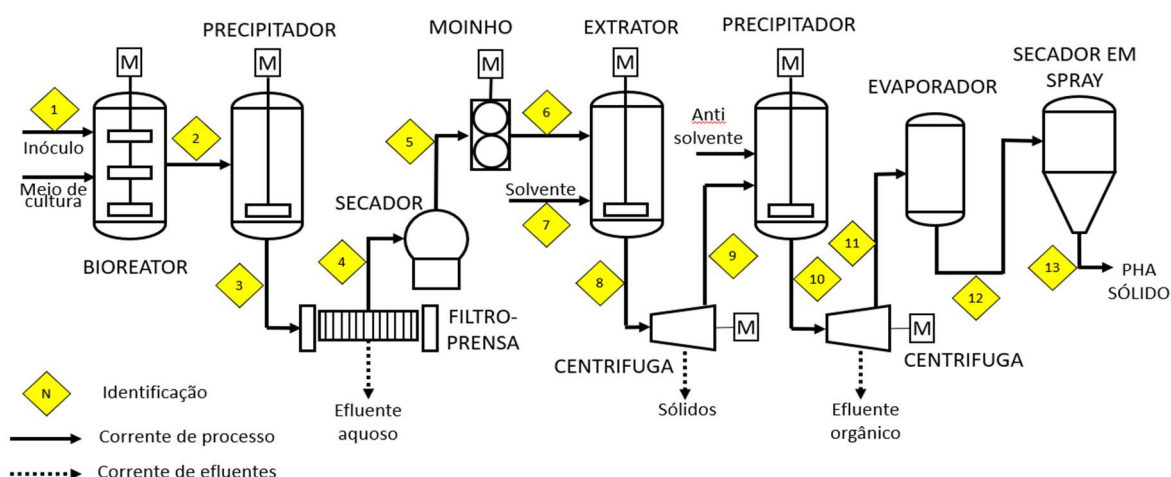 PRECIPITADOR
MOINHO
EXTRATOR
PRECIPITADOR
SECADOR EM
SPRAY
EVAPORADOR
M
M
M
M
M
1
Inóculo
Meio de
cultura
2
BIOREATOR
3
4
SECADOR
5
6
Solvente
7
Anti
solvente
8
9
10
11
12
13
PHA
SÓLIDO
FILTRO-
PRENSA
Efluente
aquoso
CENTRIFUGA
M
Sólidos
CENTRIFUGA
M
Efluente
orgânico
N
Identificação
Corrente de processo
Corrente de efluentes